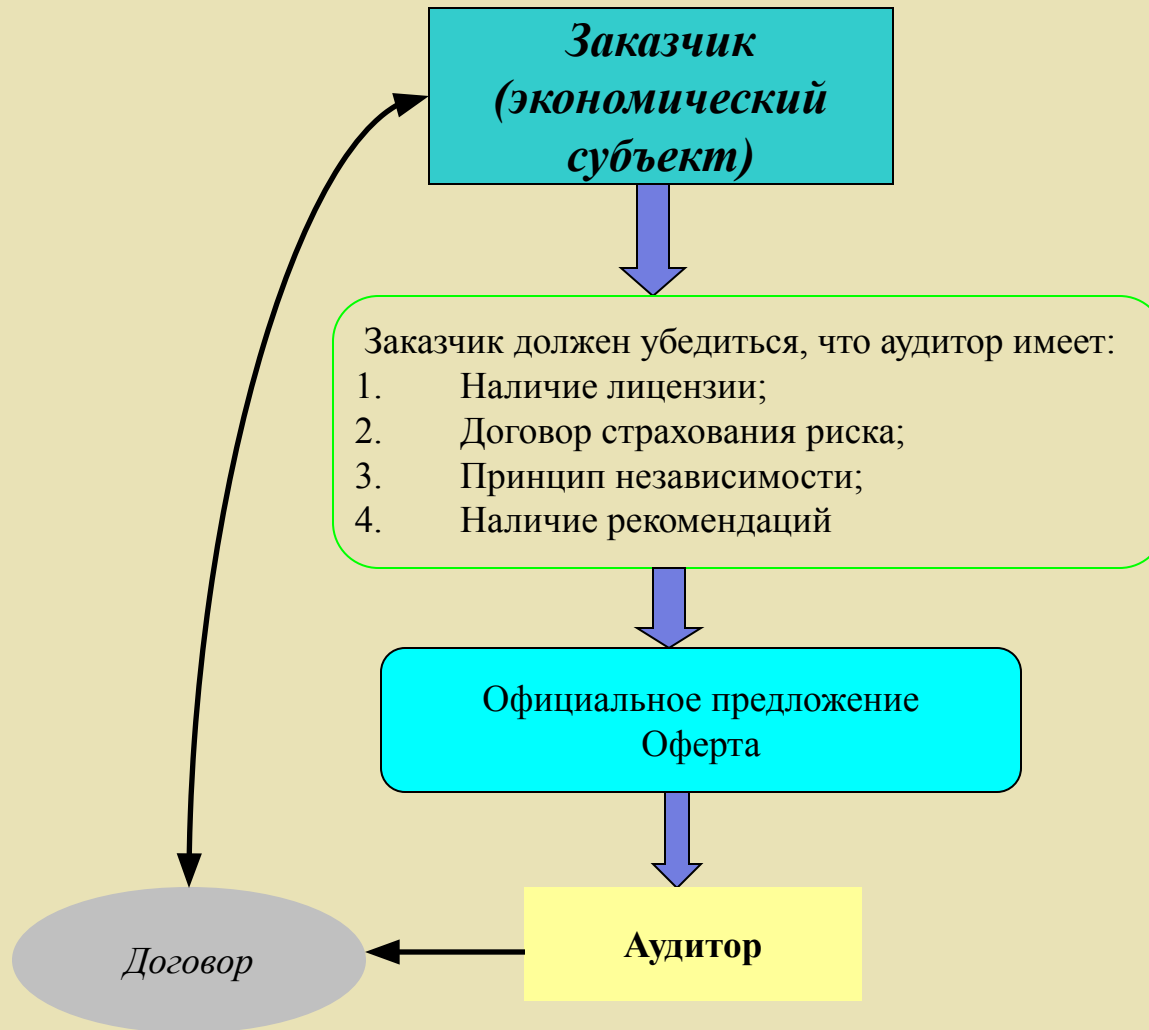 Заказчик
(экономический
субъект)
Заказчик должен убедиться, что аудитор имеет:
1. Наличие лицензии;
2. Договор страхования риска;
3. Принцип независимости;
4. Наличие рекомендаций
Официальное предложение
Оферта
Аудитор
Договор